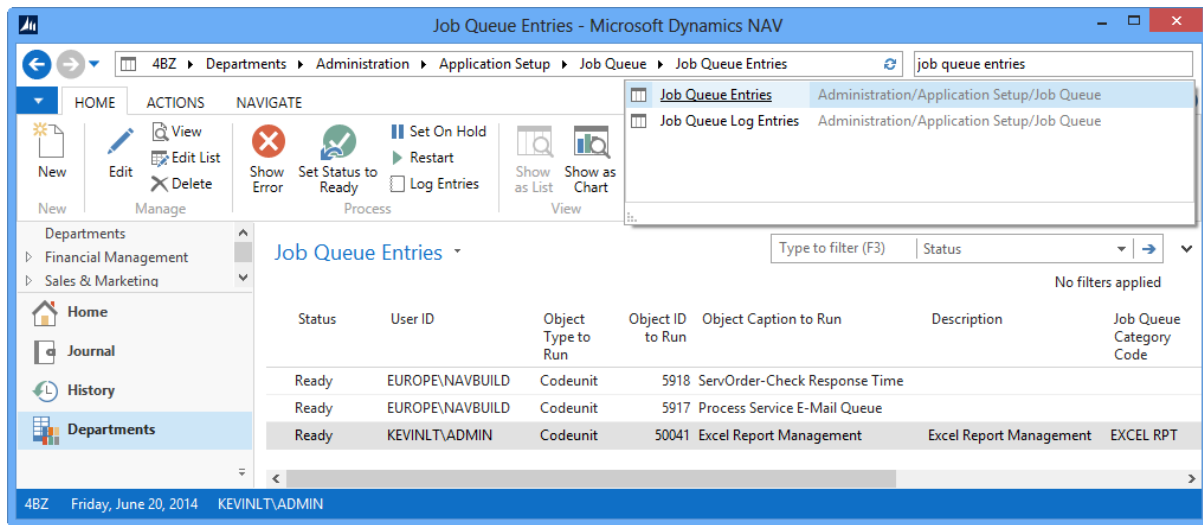 Job Queue Entries - Microsoft Dynamics NAV
4BZ Departments Administration Application Setup Job Queue Job Queue Entries
job queue entries
HOME ACTIONS NAVIGATE
Job Queue Entries Administration/Application Setup/Job Queue
Job Queue Log Entries Administration/Application Setup/Job Queue
New
Edit
View
Edit List
Delete
Show Error
Set Status to Ready
Set On Hold
Restart
Log Entries
Show as List
Show as Chart
New Manage Process View
Departments
Financial Management
Sales & Marketing
Home
Journal
History
Departments
Job Queue Entries
Type to filter (F3) Status
No filters applied
Status User ID Object Type to Run Object ID to Run Object Caption to Run Description Job Queue Category Code
Ready EUROPE\NAVBUILD Codeunit 5918 ServOrder-Check Response Time
Ready EUROPE\NAVBUILD Codeunit 5917 Process Service E-Mail Queue
Ready KEVINLT\ADMIN Codeunit 50041 Excel Report Management Excel Report Management EXCEL RPT
4BZ Friday, June 20, 2014 KEVINLT\ADMIN